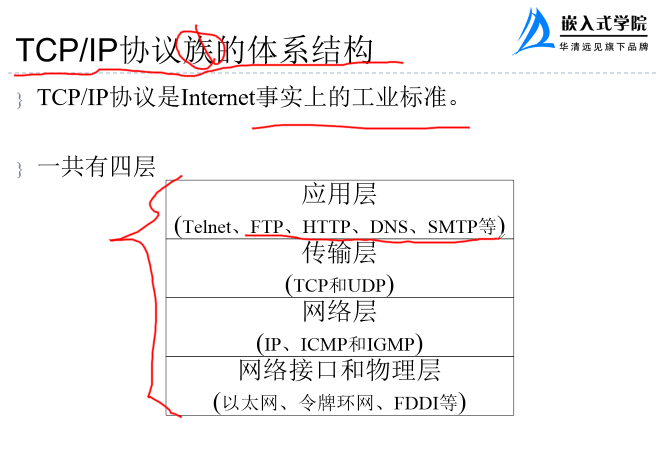 嵌入式学院
华清远见旗下品牌
TCP/IP协议族的体系结构
TCP/IP协议是Internet事实上的工业标准。
一共有四层
应用层
(Telnet、FTP、HTTP、DNS、SMTP等)
传输层
(TCP和UDP)
网络层
(IP、ICMP和IGMP)
网络接口和物理层
(以太网、令牌环网、FDDI等)